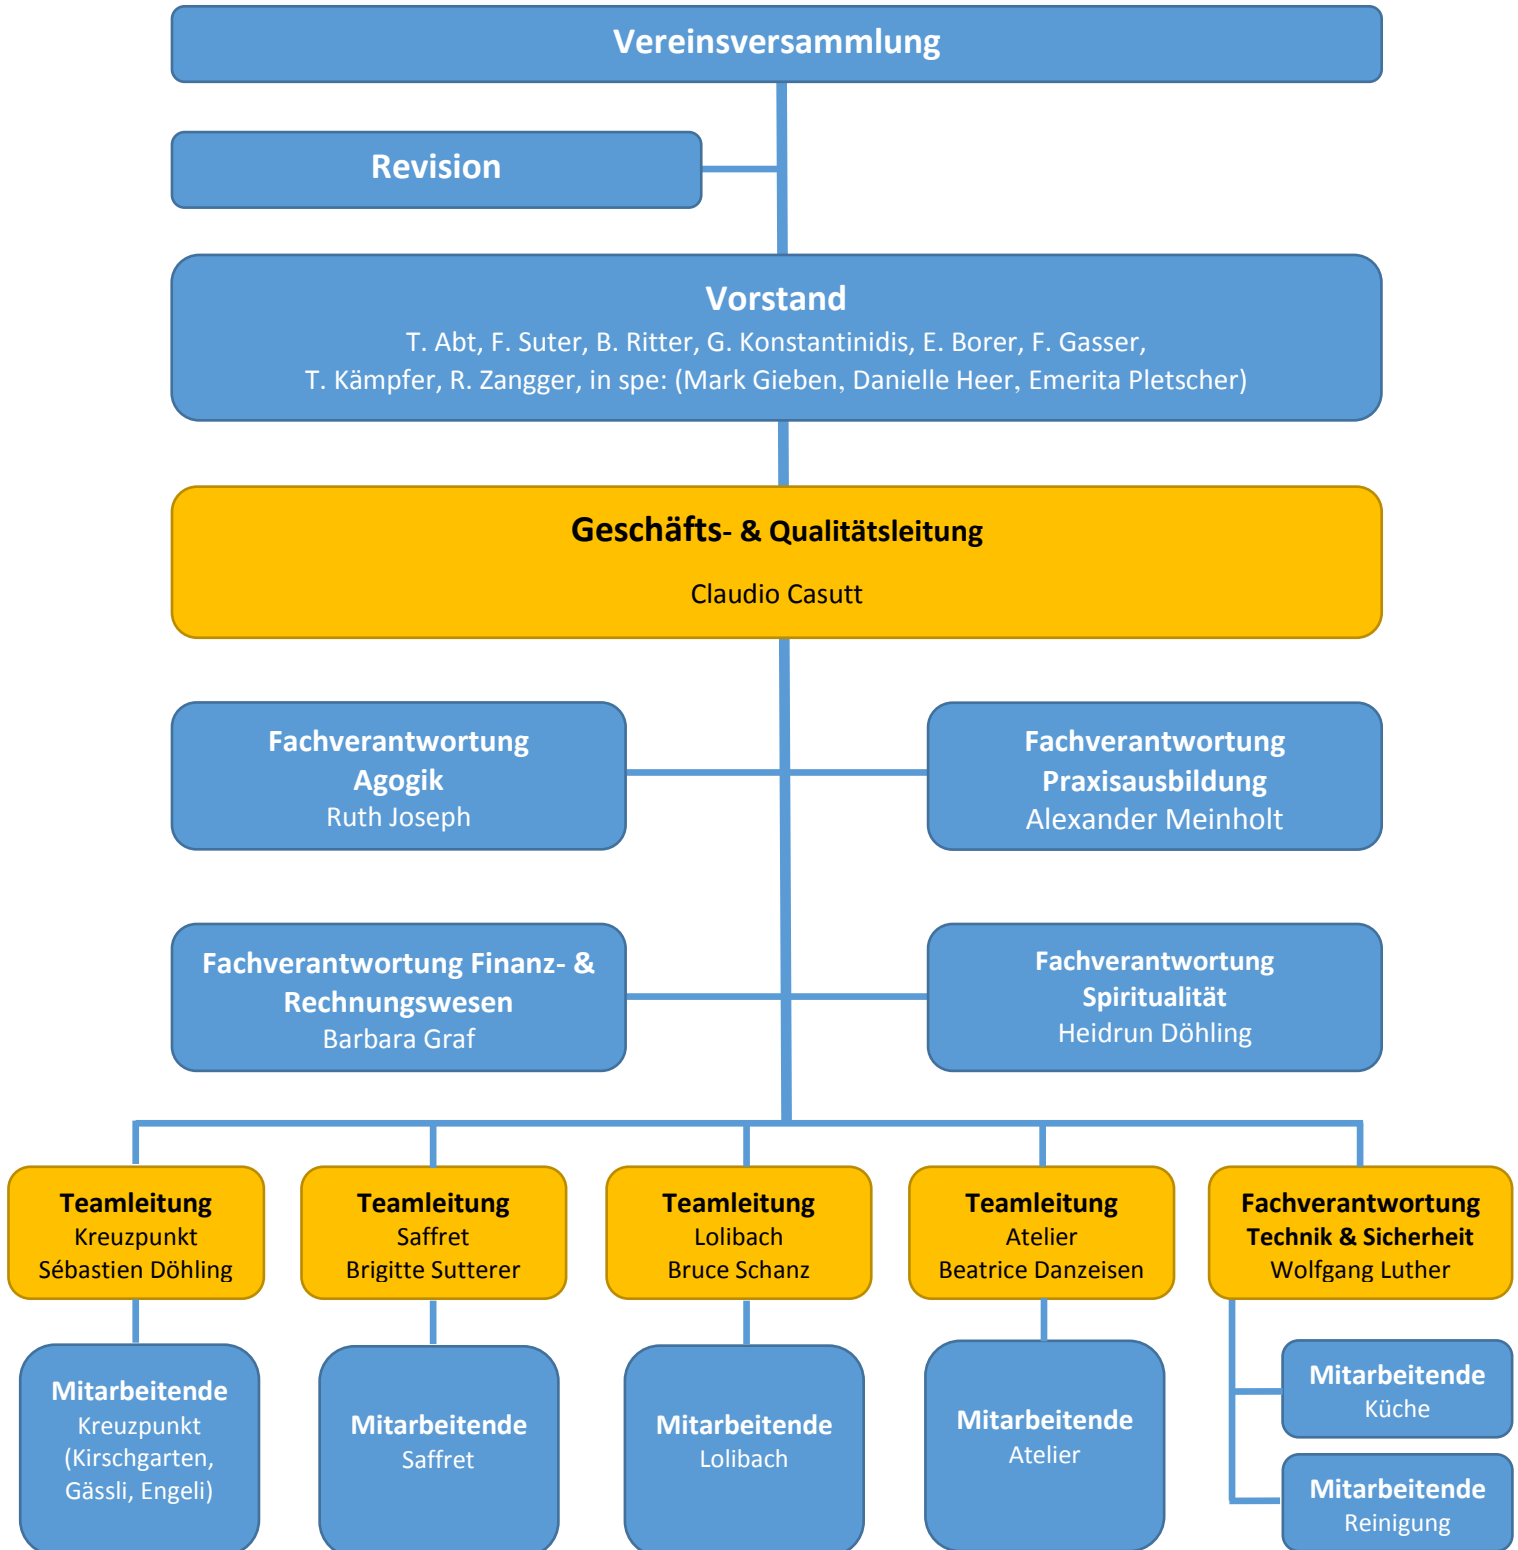 Vereinsversammlung
Revision
Vorstand
T. Abt, F. Suter, B. Ritter, G. Konstantinidis, E. Borer, F. Gasser,
T. Kämpfer, R. Zangger, in spe: (Mark Gieben, Danielle Heer, Emerita Pletscher)
Geschäfts- & Qualitätsleitung
Claudio Casutt
Fachverantwortung
Agogik
Ruth Joseph
Fachverantwortung
Praxisausbildung
Alexander Meinholt
Fachverantwortung Finanz- &
Rechnungswesen
Barbara Graf
Fachverantwortung
Spiritualität
Heidrun Döhling
Teamleitung
Kreuzpunkt
Sébastien Döhling
Teamleitung
Saffret
Brigitte Sutterer
Teamleitung
Lolibach
Bruce Schanz
Teamleitung
Atelier
Beatrice Danzeisen
Fachverantwortung
Technik & Sicherheit
Wolfgang Luther
Mitarbeitende
Kreuzpunkt
(Kirschgarten,
Gässli, Engeli)
Mitarbeitende
Saffret
Mitarbeitende
Lolibach
Mitarbeitende
Atelier
Mitarbeitende
Küche
Mitarbeitende
Reinigung